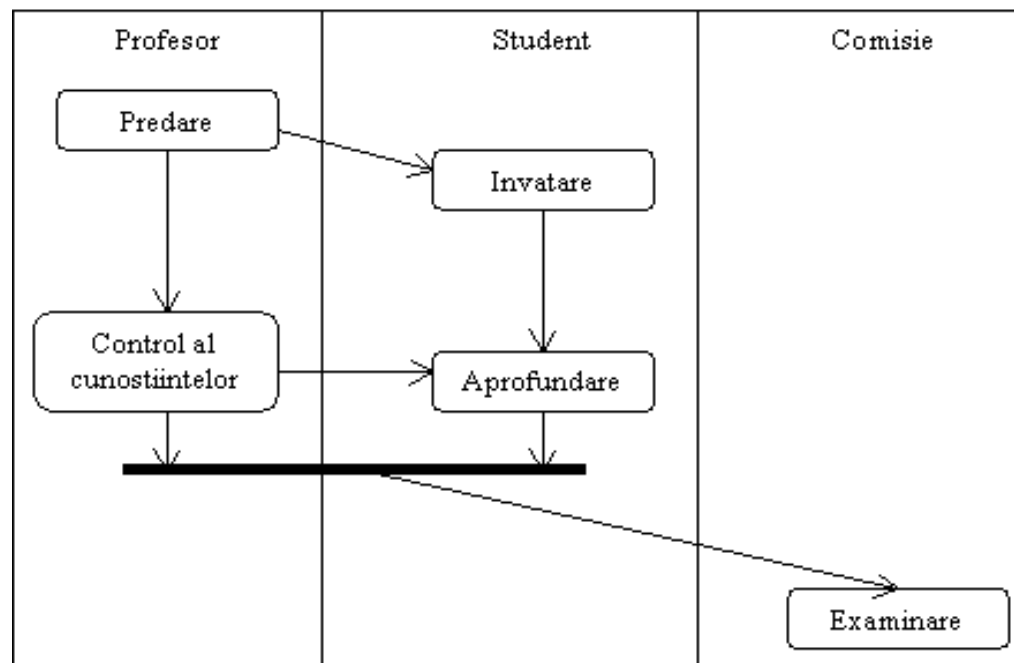 Profesor
Student
Comisie
Predare
Invatare
Control al
cunostiintelor
Aprofundare
Examinare